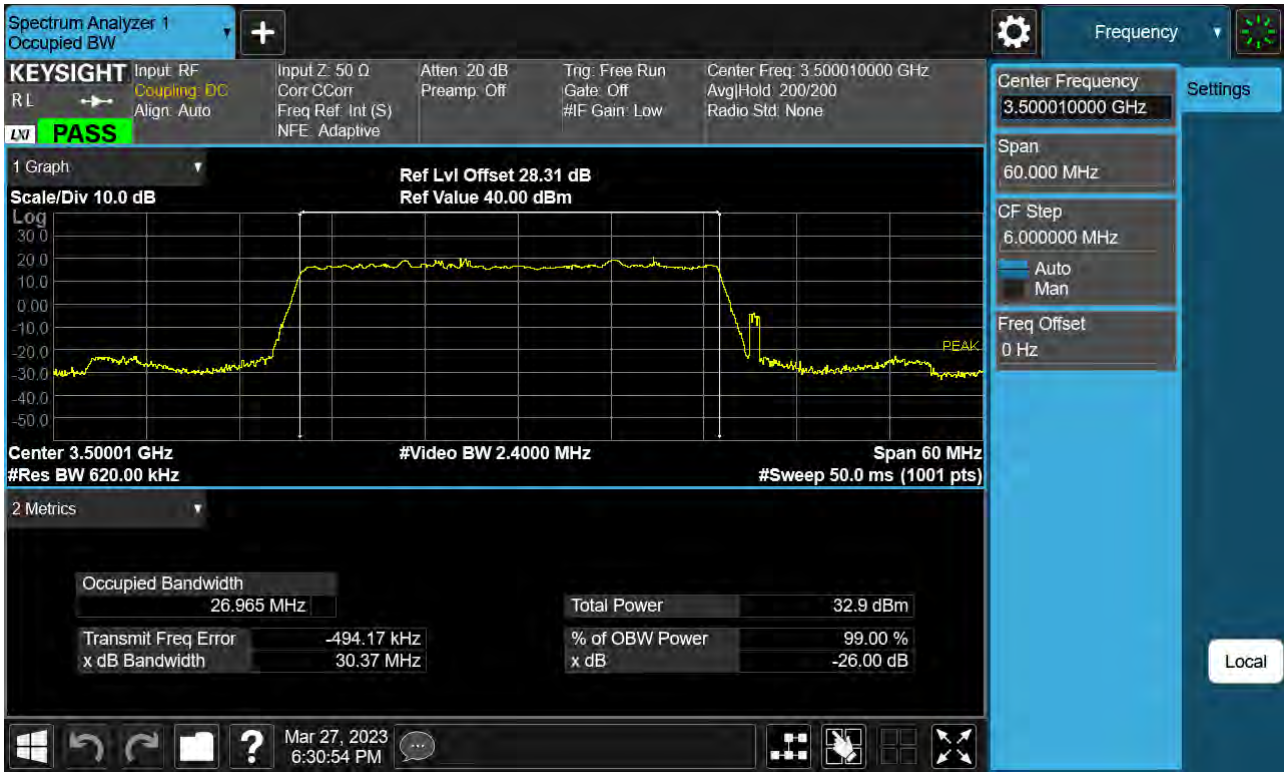 Spectrum Analyzer 1
Occupied BW
+
Frequency
KEYSIGHT
RL
LXI
PASS
Input: RF
Coupling: DC
Align: Auto
Input Z: 50 Ω
Corr CCorr
Freq Ref: Int (S)
NFE: Adaptive
Atten: 20 dB
Preamp: Off
Trig: Free Run
Gate: Off
#IF Gain: Low
Center Freq: 3.500010000 GHz
Avg|Hold: 200/200
Radio Std: None
Center Frequency
3.500010000 GHz
Settings
Span
60.000 MHz
CF Step
6.000000 MHz
Auto
Man
Freq Offset
0 Hz
Local
1 Graph
Scale/Div 10.0 dB
Ref Lvl Offset 28.31 dB
Ref Value 40.00 dBm
Log
30.0
20.0
10.0
0.00
-10.0
-20.0
-30.0
-40.0
-50.0
PEAK
Center 3.50001 GHz
#Video BW 2.4000 MHz
Span 60 MHz
#Res BW 620.00 kHz
#Sweep 50.0 ms (1001 pts)
2 Metrics
Occupied Bandwidth
26.965 MHz
Total Power 32.9 dBm
Transmit Freq Error -494.17 kHz
% of OBW Power 99.00 %
x dB Bandwidth 30.37 MHz
x dB -26.00 dB
?
Mar 27, 2023
6:30:54 PM